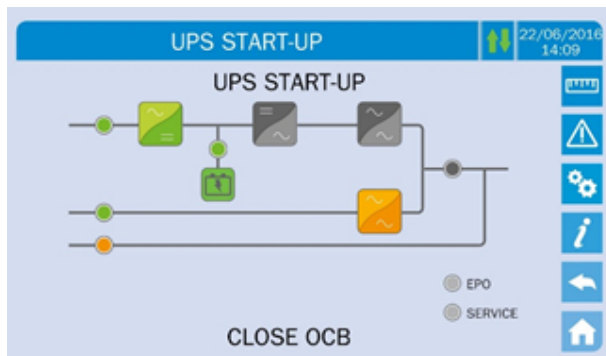 UPS START-UP
22/06/2016
14:09
UPS START-UP
EPO
SERVICE
CLOSE OCB